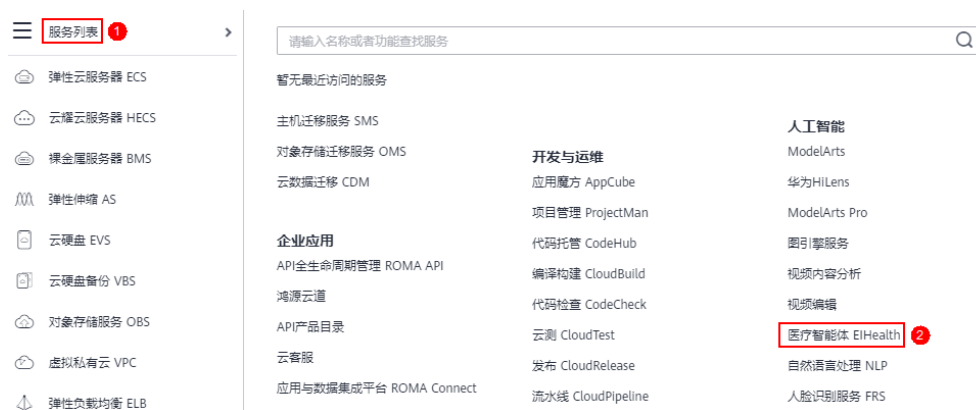 服务列表 1
弹性云服务器 ECS
云耀云服务器 HECS
裸金属服务器 BMS
弹性伸缩 AS
云硬盘 EVS
云硬盘备份 VBS
对象存储服务 OBS
虚拟私有云 VPC
弹性负载均衡 ELB
请输入名称或者功能查找服务
暂无最近访问的服务
主机迁移服务 SMS
对象存储迁移服务 OMS
云数据迁移 CDM
企业应用
API全生命周期管理 ROMA API
鸿源云道
API产品目录
云客服
应用与数据集成平台 ROMA Connect
开发与运维
应用魔方 AppCube
项目管理 ProjectMan
代码托管 CodeHub
编译构建 CloudBuild
代码检查 CodeCheck
云测 CloudTest
发布 CloudRelease
流水线 CloudPipeline
人工智能
ModelArts
华为HiLens
ModelArts Pro
图引擎服务
视频内容分析
视频编辑
医疗智能体 EIHealth 2
自然语言处理 NLP
人脸识别服务 FRS